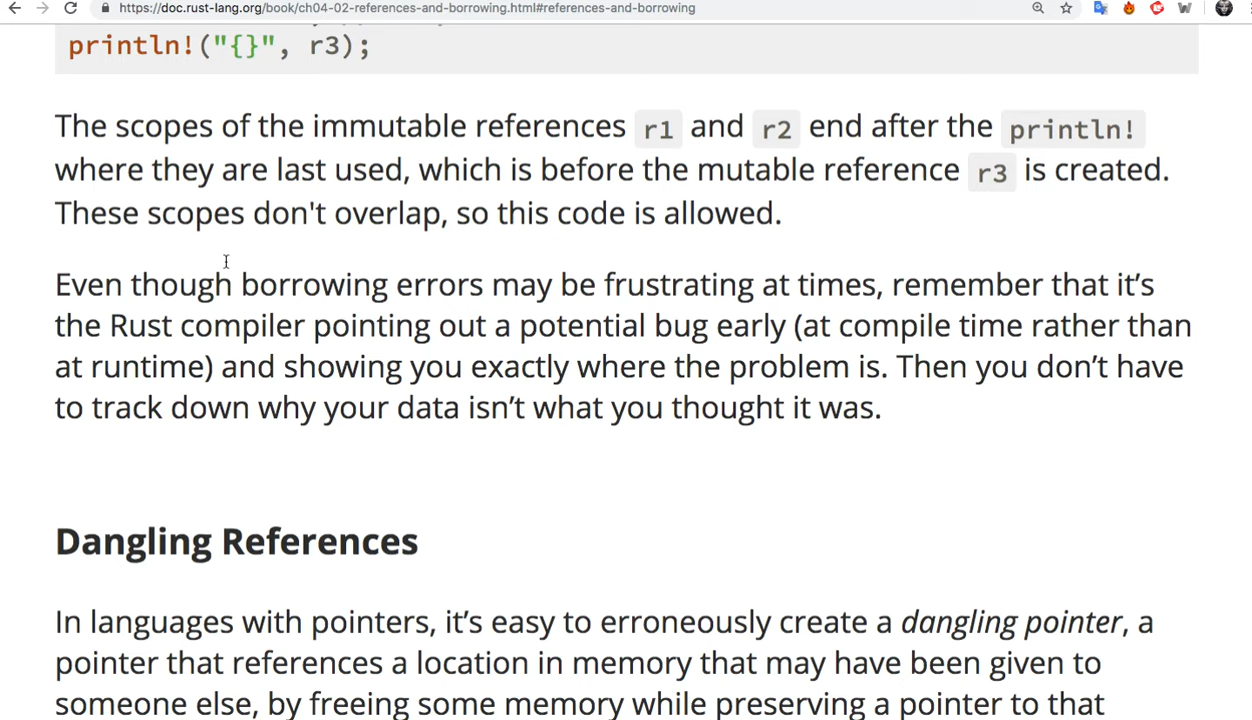 https://doc.rust-lang.org/book/ch04-02-references-and-borrowing.html#references-and-borrowing
println!("{}", r3);
The scopes of the immutable references r1 and r2 end after the println!
where they are last used, which is before the mutable reference r3 is created.
These scopes don't overlap, so this code is allowed.
Even though borrowing errors may be frustrating at times, remember that it’s
the Rust compiler pointing out a potential bug early (at compile time rather than
at runtime) and showing you exactly where the problem is. Then you don’t have
to track down why your data isn’t what you thought it was.
Dangling References
In languages with pointers, it’s easy to erroneously create a dangling pointer, a
pointer that references a location in memory that may have been given to
someone else, by freeing some memory while preserving a pointer to that